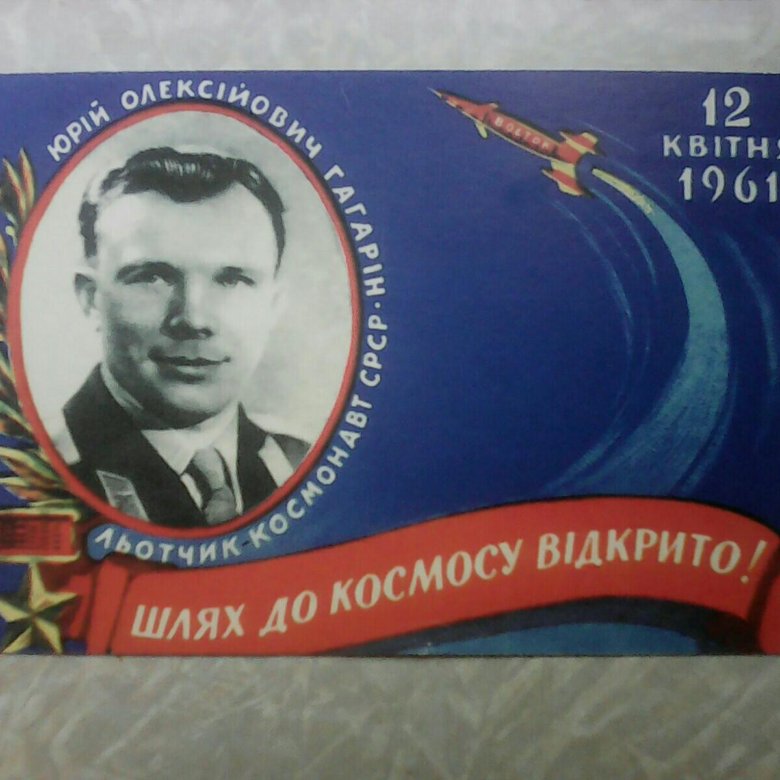 ЮРІЙ ОЛЕКСІЙОВИЧ ГАГАРІН·
ЛЬОТЧИК-КОСМОНАВТ СРСР·
ВОСТОК
12
КВІТНЯ
1961
ШЛЯХ ДО КОСМОСУ ВІДКРИТО!